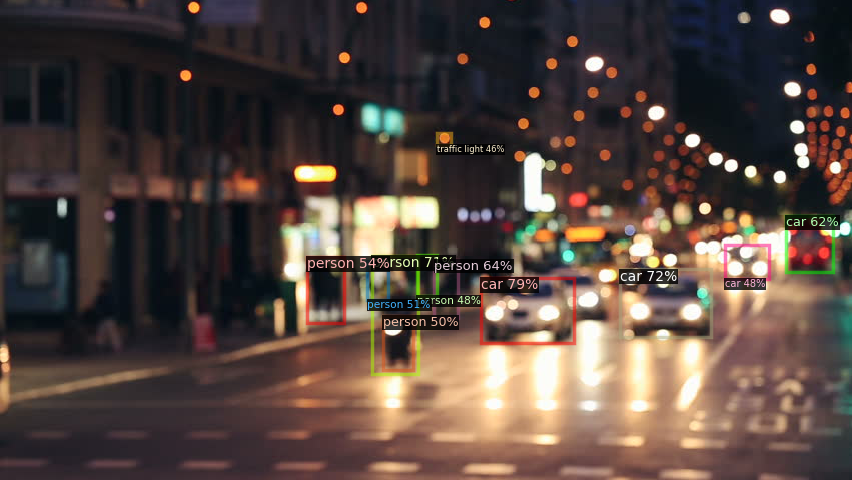 traffic light 46%
car 62%
person 54%
rson 71%
person 64%
car 72%
car 79%
car 48%
person 51%
rson 48%
person 50%